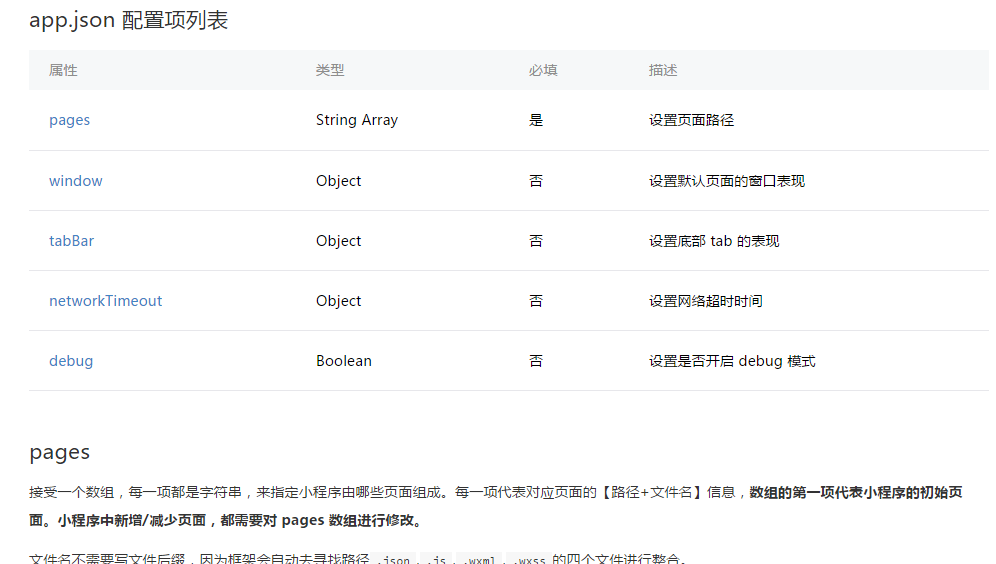 app.json 配置项列表
属性 类型 必填 描述
pages String Array 是 设置页面路径
window Object 否 设置默认页面的窗口表现
tabBar Object 否 设置底部 tab 的表现
networkTimeout Object 否 设置网络超时时间
debug Boolean 否 设置是否开启 debug 模式
pages
接受一个数组，每一项都是字符串，来指定小程序由哪些页面组成。每一项代表对应页面的【路径+文件名】信息，数组的第一项代表小程序的初始页
面。小程序中新增/减少页面，都需要对 pages 数组进行修改。
文件名不需要写文件后缀，因为框架会自动去寻找路径 .json , .js , .wxml , .wxss 的四个文件进行整合。